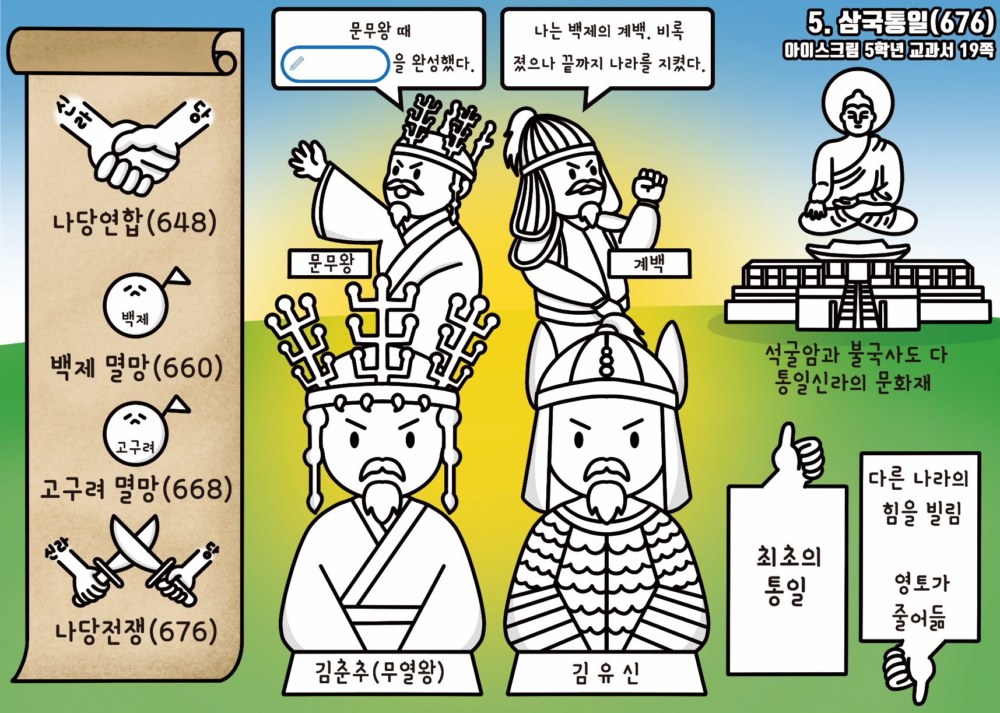 5. 삼국통일(676)
아이스크림 5학년 교과서 19쪽
신라
당
나당연합(648)
백제
백제 멸망(660)
고구려
고구려 멸망(668)
신라
당
나당전쟁(676)
문무왕 때
을 완성했다.
나는 백제의 계백. 비록
졌으나 끝까지 나라를 지켰다.
문무왕
계백
김춘추(무열왕)
김유신
석굴암과 불국사도 다
통일신라의 문화재
최초의
통일
다른 나라의
힘을 빌림
영토가
줄어듦